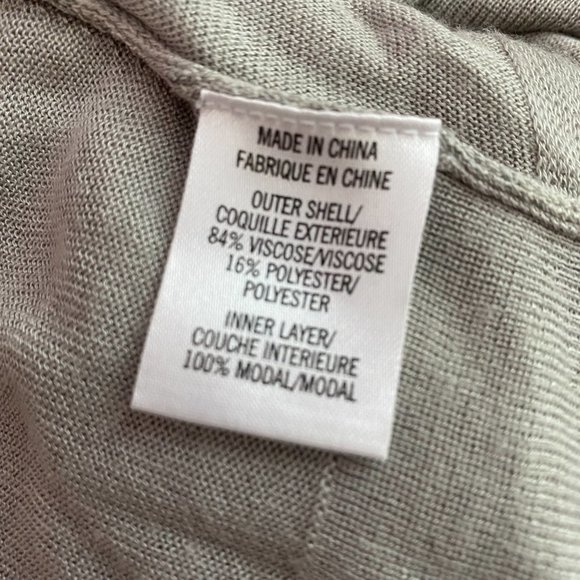 MADE IN CHINA
FABRIQUE EN CHINE
OUTER SHELL/
COQUILLE EXTERIEURE
84% VISCOSE/VISCOSE
16% POLYESTER/
POLYESTER
INNER LAYER/
COUCHE INTERIEURE
100% MODAL/MODAL